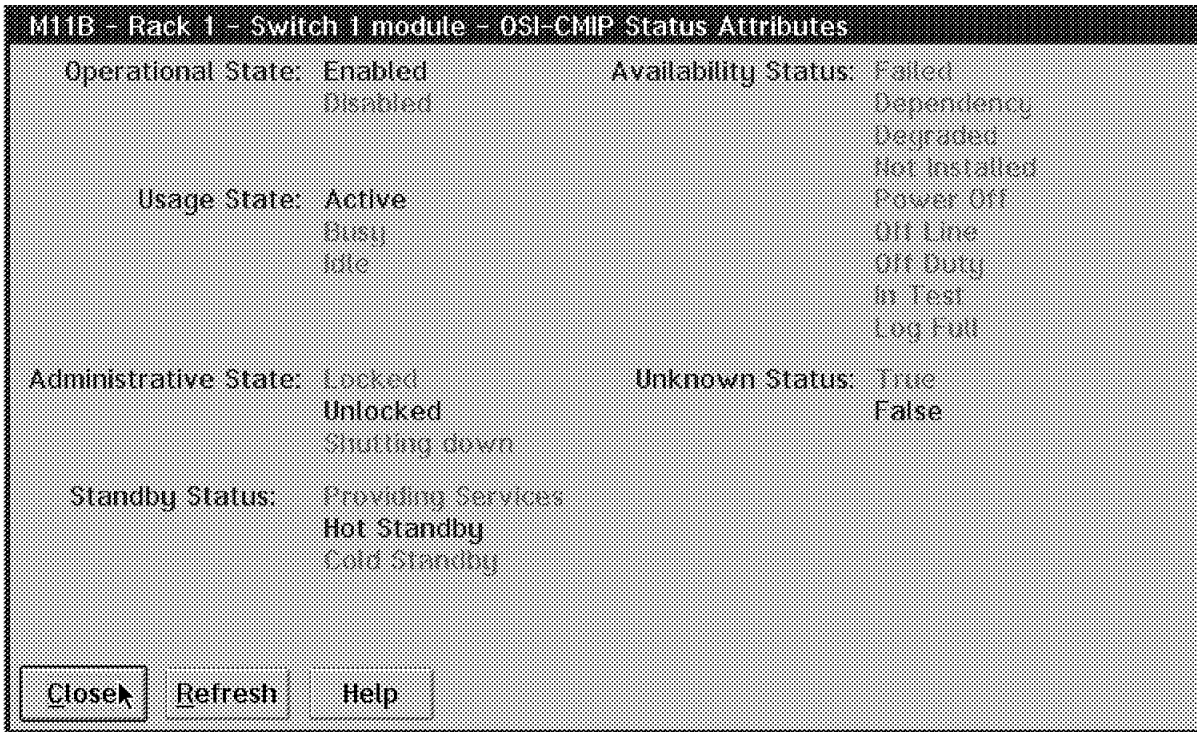 M11B - Rack 1 - Switch 1 module - OSI-CMIP Status Attributes
Operational State: Enabled
Disabled
Usage State: Active
Busy
Idle
Administrative State: Locked
Unlocked
Shutting down
Standby Status: Providing Services
Hot Standby
Cold Standby
Availability Status: Failed
Dependency
Degraded
Not Installed
Power Off
Off Line
Off Duty
In Test
Log Full
Unknown Status: True
False
Close Refresh Help